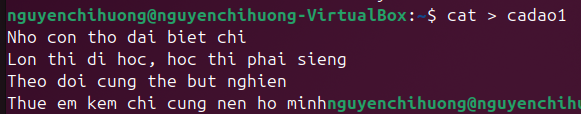 nguyenchihuong@nguyenchihuong-VirtualBox:~$ cat > cadao1
Nho con tho dai biet chi
Lon thi di hoc, hoc thi phai sieng
Theo doi cung the but nghien
Thue em kem chi cung nen ho minhnguyenchihuong@nguyenchihu